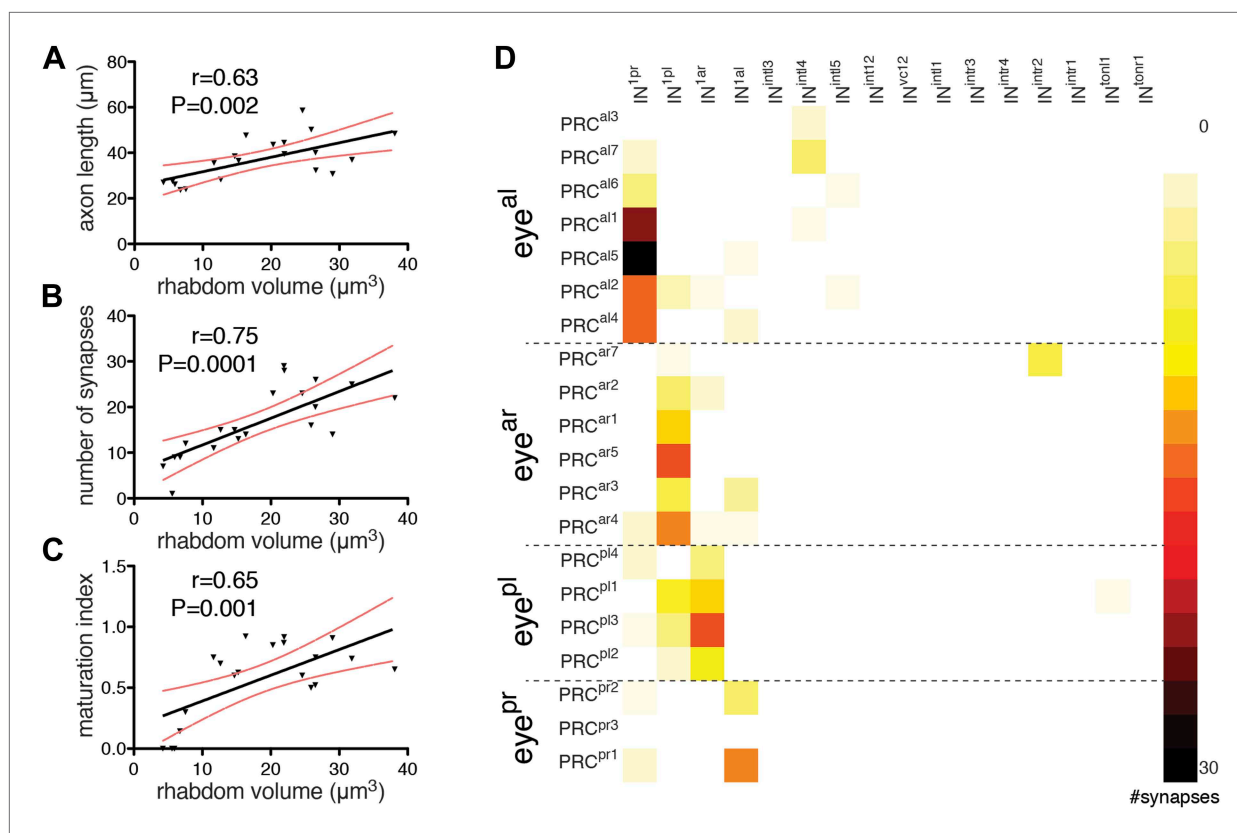 A
80
60
40
20
0
axon length (µm)
r=0.63
P=0.002
0 10 20 30 40
rhabdom volume (µm³)
B
40
30
20
10
0
number of synapses
r=0.75
P=0.0001
0 10 20 30 40
rhabdom volume (µm³)
C
1.5
1.0
0.5
0.0
maturation index
r=0.65
P=0.001
0 10 20 30 40
rhabdom volume (µm³)
D
IN1pr IN1pl IN1ar IN1al INintl3 INintl4 INintl5 INint12 INvc12 INintl1 INintr3 INintr4 INintr2 INintr1 INtonl1 INtonr1
eyeal
PRCal3
PRCal7
PRCal6
PRCal1
PRCal5
PRCal2
PRCal4
eyear
PRCar7
PRCar2
PRCar1
PRCar5
PRCar3
PRCar4
eyepl
PRCpl4
PRCpl1
PRCpl3
PRCpl2
eyepr
PRCpr2
PRCpr3
PRCpr1
0
30
#synapses